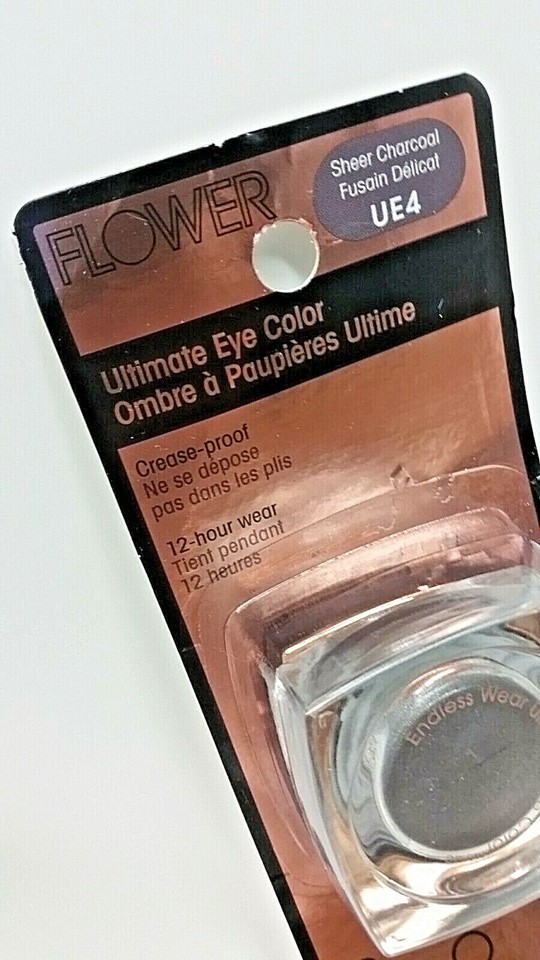 FLOWER
Sheer Charcoal
Fusain Délicat
UE4
Ultimate Eye Color
Ombre à Paupières Ultime
Crease-proof
Ne se dépose
pas dans les plis
12-hour wear
Tient pendant
12 heures
Endless Wear